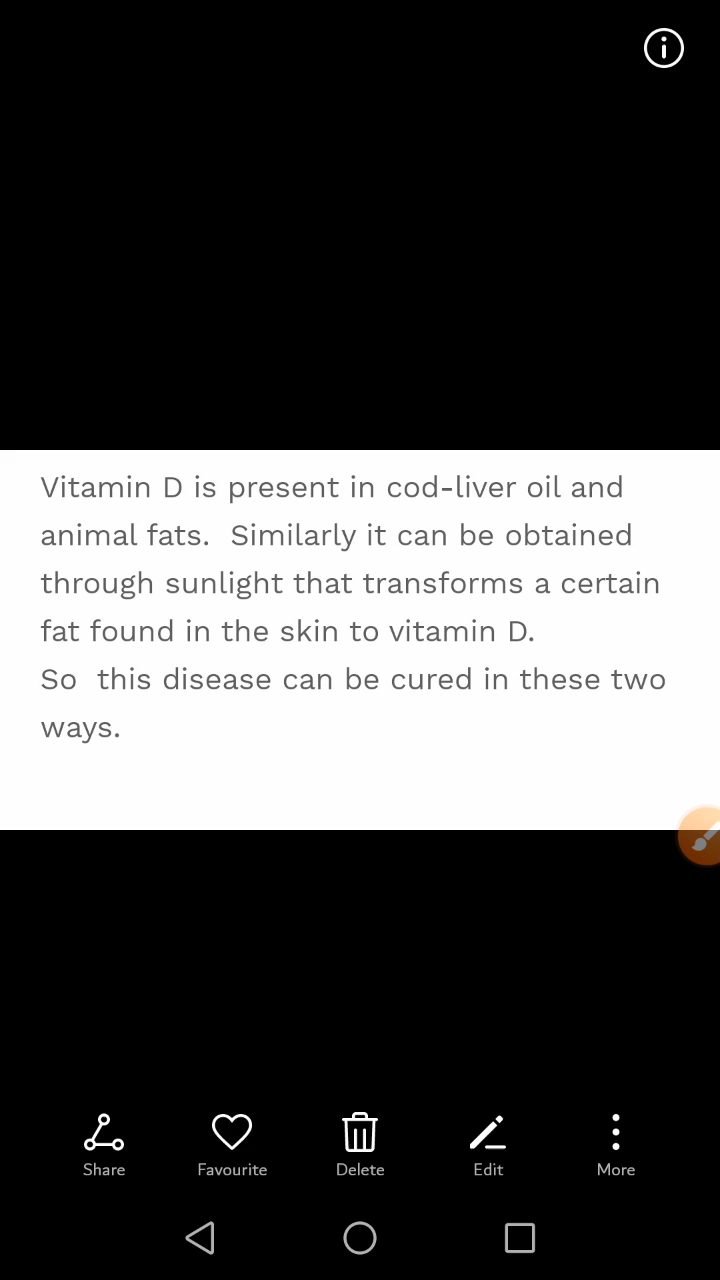 Vitamin D is present in cod-liver oil and
animal fats.  Similarly it can be obtained
through sunlight that transforms a certain
fat found in the skin to vitamin D.
So  this disease can be cured in these two
ways.
Share Favourite Delete Edit More